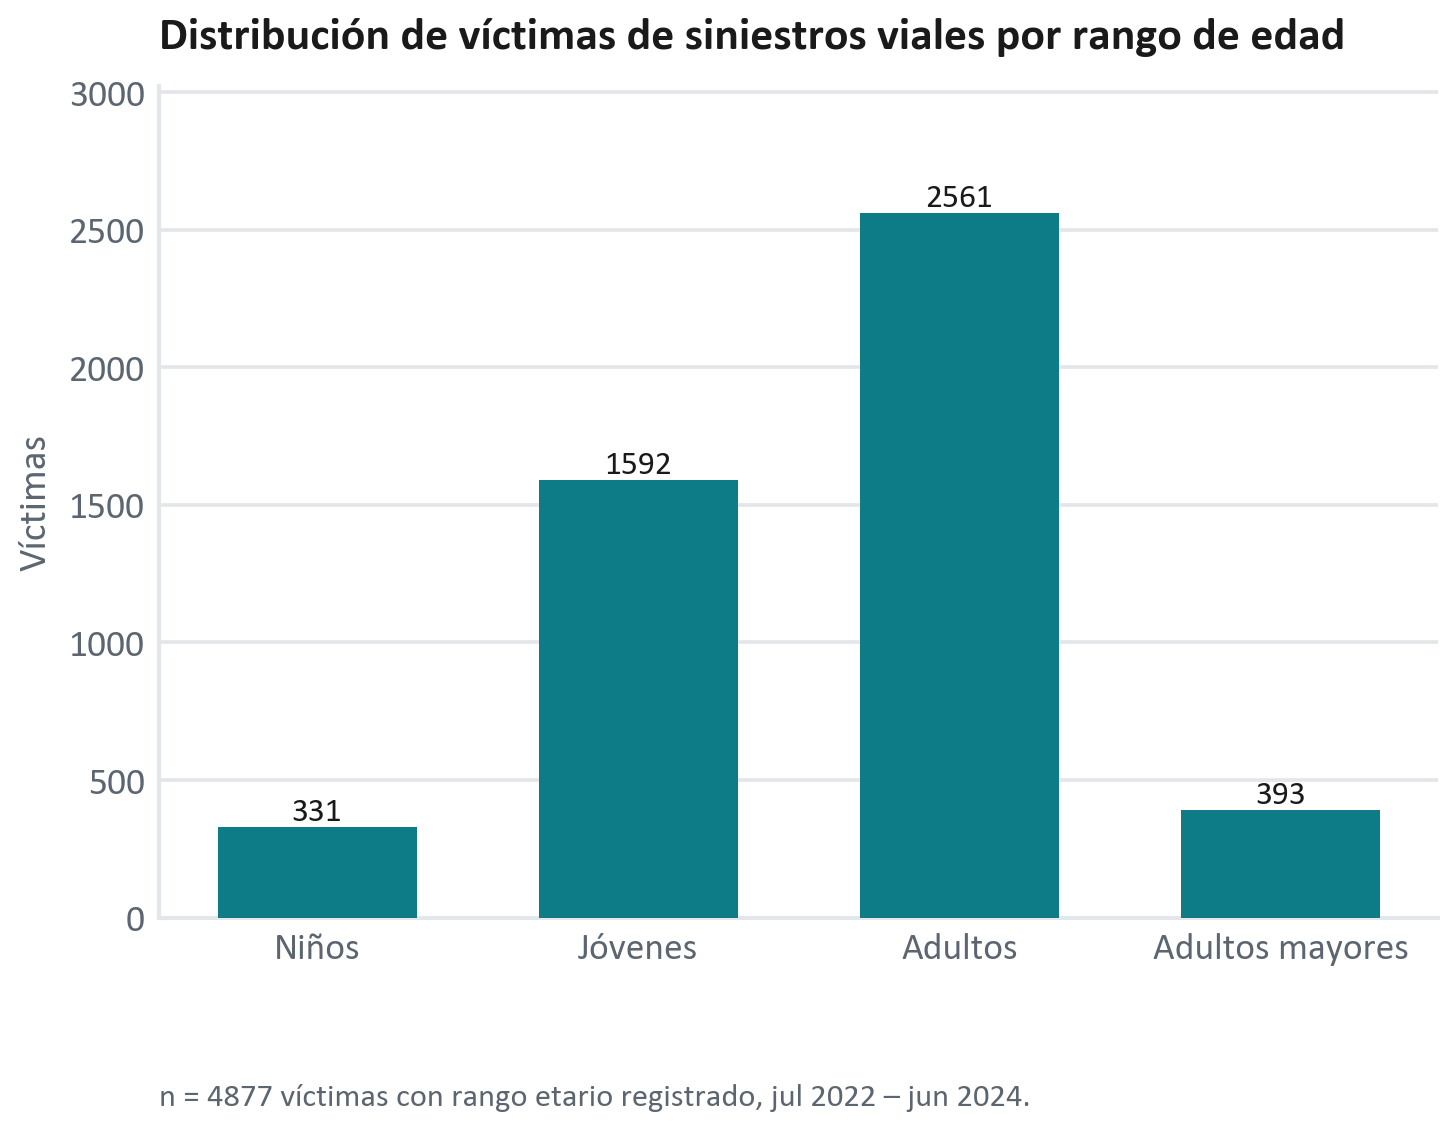 Distribución de víctimas de siniestros viales por rango de edad
Víctimas
3000
2500
2000
1500
1000
500
0
331
1592
2561
393
Niños
Jóvenes
Adultos
Adultos mayores
n = 4877 víctimas con rango etario registrado, jul 2022 – jun 2024.